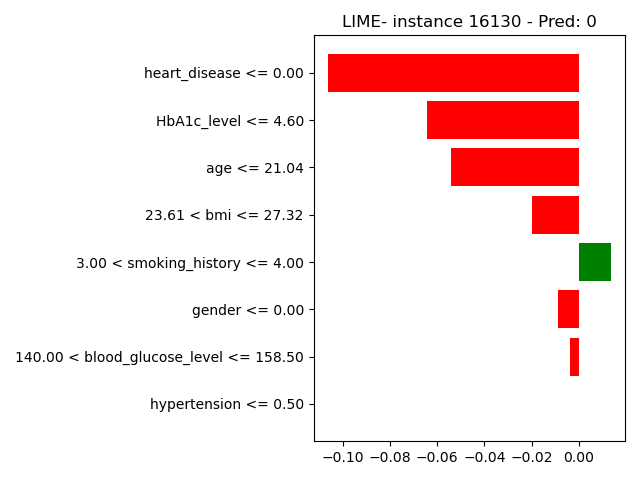 LIME- instance 16130 - Pred: 0
heart_disease <= 0.00
HbA1c_level <= 4.60
age <= 21.04
23.61 < bmi <= 27.32
3.00 < smoking_history <= 4.00
gender <= 0.00
140.00 < blood_glucose_level <= 158.50
hypertension <= 0.50
−0.10 −0.08 −0.06 −0.04 −0.02 0.00